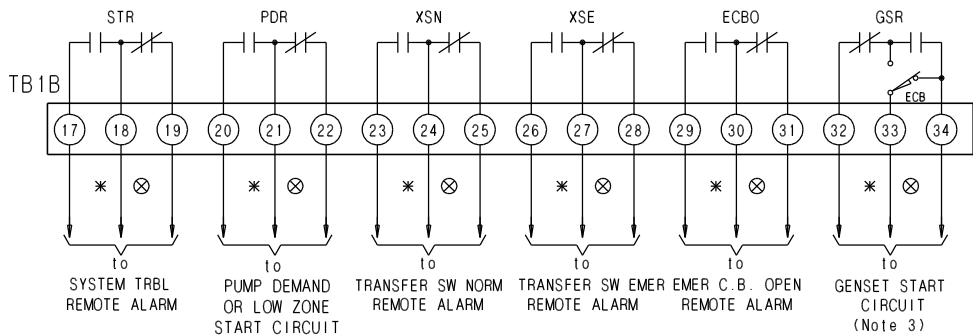 STR PDR XSN XSE ECBO GSR
TB1B
ECB
17 18 19 20 21 22 23 24 25 26 27 28 29 30 31 32 33 34
to to to to to to
SYSTEM TRBL
REMOTE ALARM
PUMP DEMAND
OR LOW ZONE
START CIRCUIT
TRANSFER SW NORM
REMOTE ALARM
TRANSFER SW EMER
REMOTE ALARM
EMER C.B. OPEN
REMOTE ALARM
GENSET START
CIRCUIT
(Note 3)